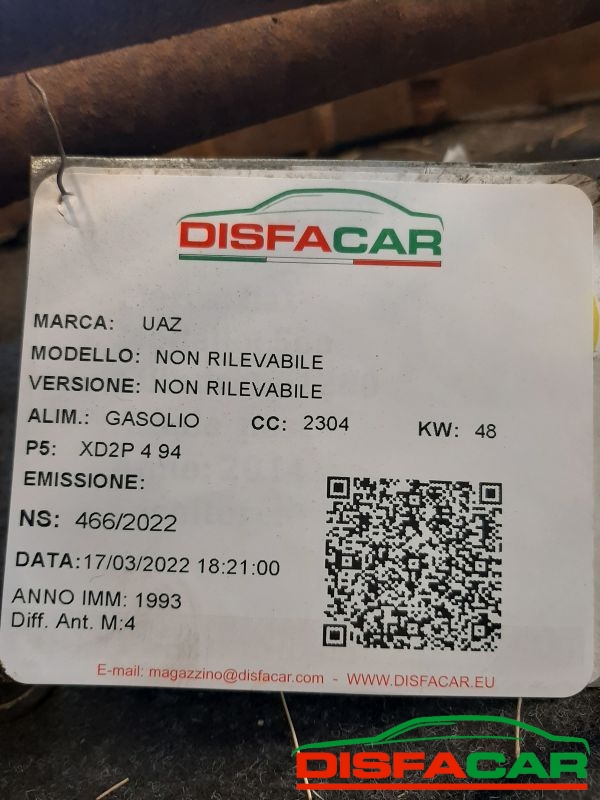 DISFACAR
MARCA: UAZ
MODELLO: NON RILEVABILE
VERSIONE: NON RILEVABILE
ALIM.: GASOLIO CC: 2304 KW: 48
P5: XD2P 4 94
EMISSIONE:
NS: 466/2022
DATA:17/03/2022 18:21:00
ANNO IMM: 1993
Diff. Ant. M:4
E-mail: magazzino@disfacar.com - WWW.DISFACAR.EU
DISFACAR